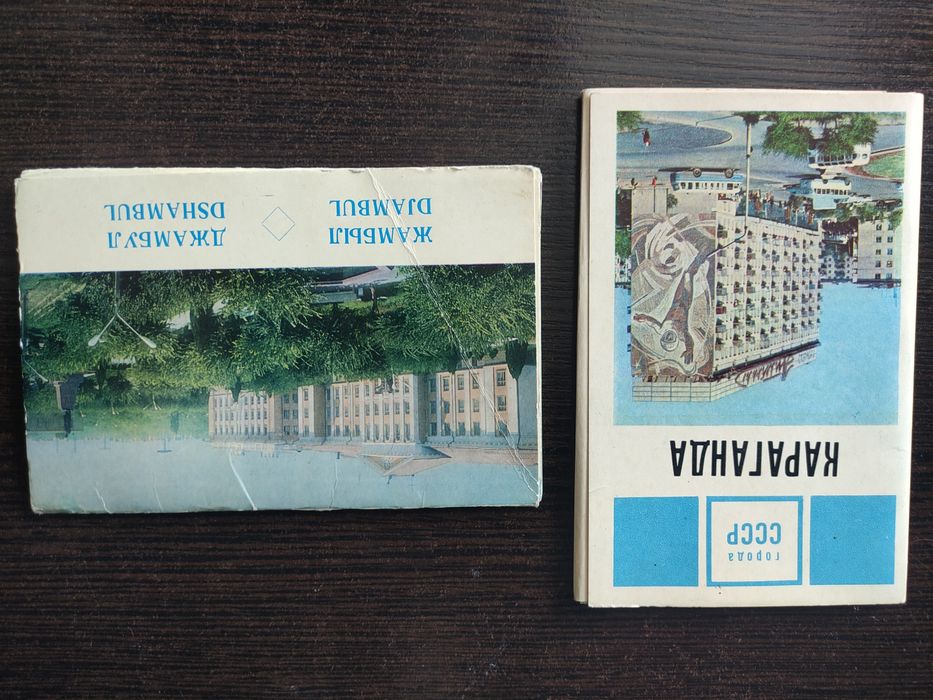 города
СССР
КАРАГАНДА
ЖАМБЫЛ
DJAMBUL
ДЖАМБУЛ
DSHAMBUL